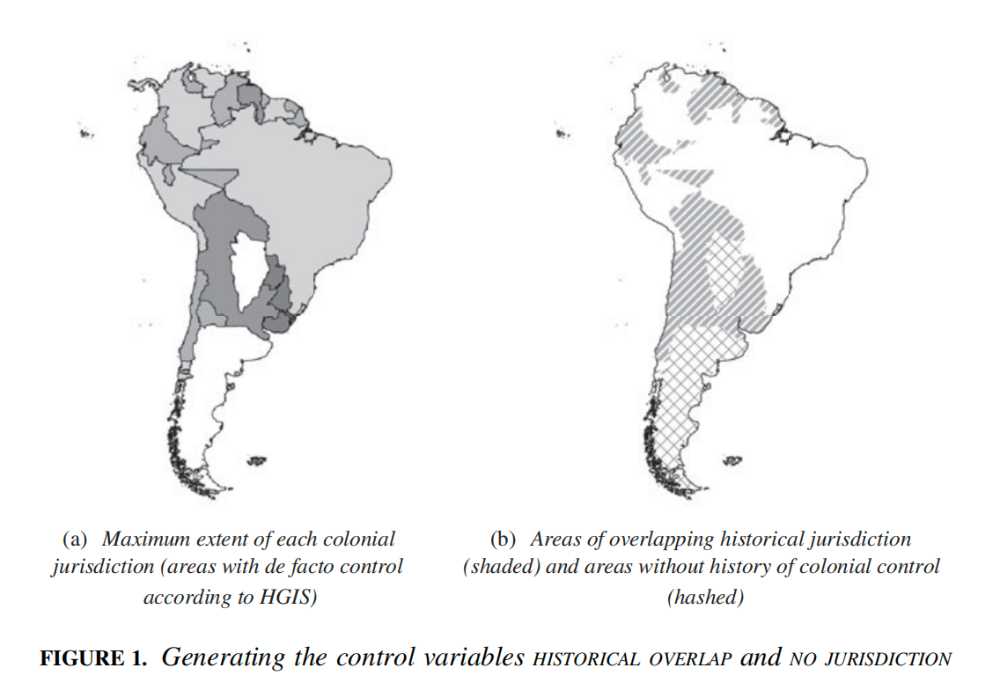 (a) Maximum extent of each colonial
jurisdiction (areas with de facto control
according to HGIS)
(b) Areas of overlapping historical jurisdiction
(shaded) and areas without history of colonial control
(hashed)
FIGURE 1. Generating the control variables HISTORICAL OVERLAP and NO JURISDICTION